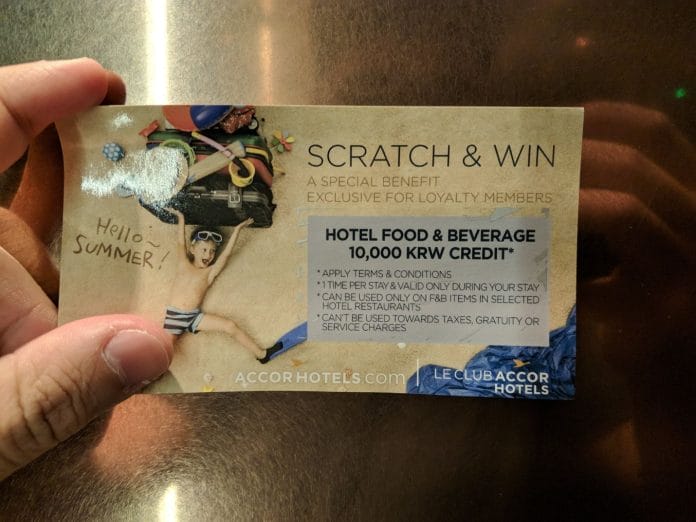 SCRATCH & WIN
A SPECIAL BENEFIT
EXCLUSIVE FOR LOYALTY MEMBERS
Hello~
SUMMER!
HOTEL FOOD & BEVERAGE
10,000 KRW CREDIT*
* APPLY TERMS & CONDITIONS
* 1 TIME PER STAY & VALID ONLY DURING YOUR STAY
* CAN BE USED ONLY ON F&B ITEMS IN SELECTED
HOTEL RESTAURANTS
* CAN'T BE USED TOWARDS TAXES, GRATUITY OR
SERVICE CHARGES
ACCORHOTELS.com | LE CLUB ACCOR
HOTELS